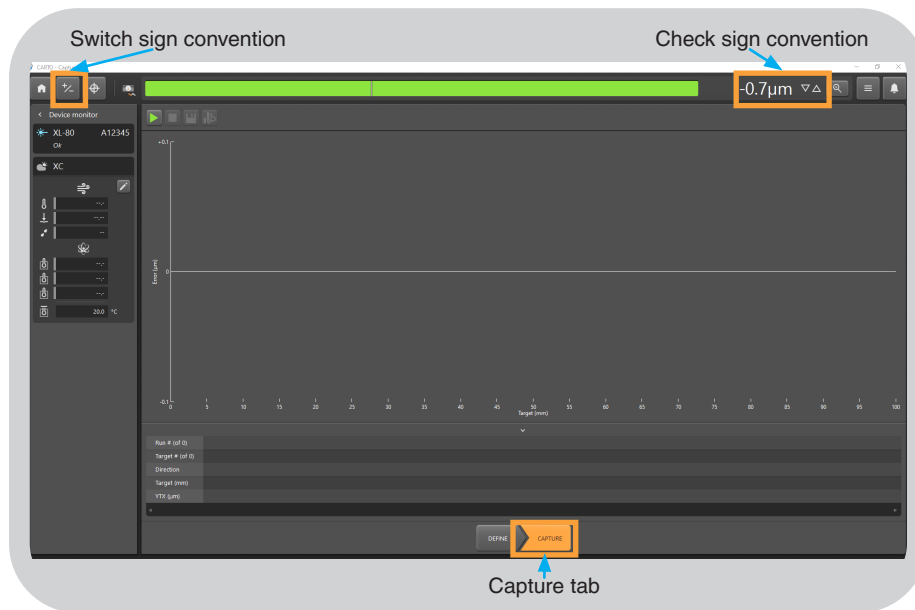 Switch sign convention
Check sign convention
CARTO - Capture
+/-
-0.7µm
Device monitor
XL-80 A12345
Ok
XC
--.-
--.--
--
--.-
--.-
--.-
20.0 °C
+0.1
Error (µm)
0
-0.1
0 5 10 15 20 25 30 35 40 45 50 55 60 65 70 75 80 85 90 95 100
Target (mm)
Run # (of 0)
Target # (of 0)
Direction
Target (mm)
YTX (µm)
DEFINE
CAPTURE
Capture tab